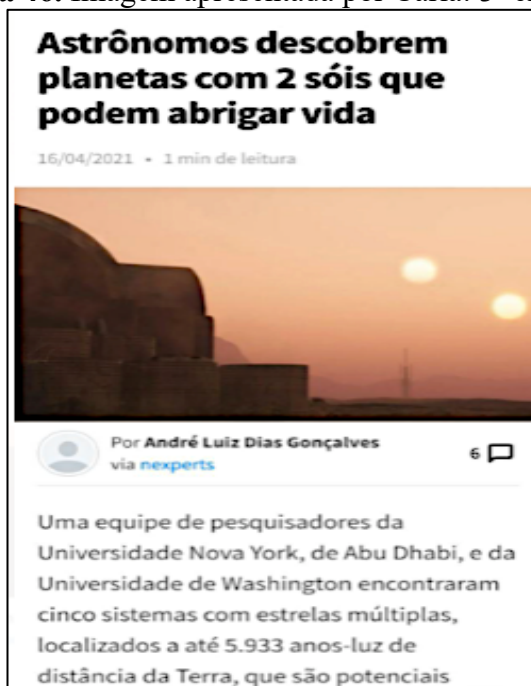 Astrônomos descobrem
planetas com 2 sóis que
podem abrigar vida
16/04/2021 • 1 min de leitura
Por André Luiz Dias Gonçalves
via nexperts
6
Uma equipe de pesquisadores da
Universidade Nova York, de Abu Dhabi, e da
Universidade de Washington encontraram
cinco sistemas com estrelas múltiplas,
localizados a até 5.933 anos-luz de
distância da Terra, que são potenciais